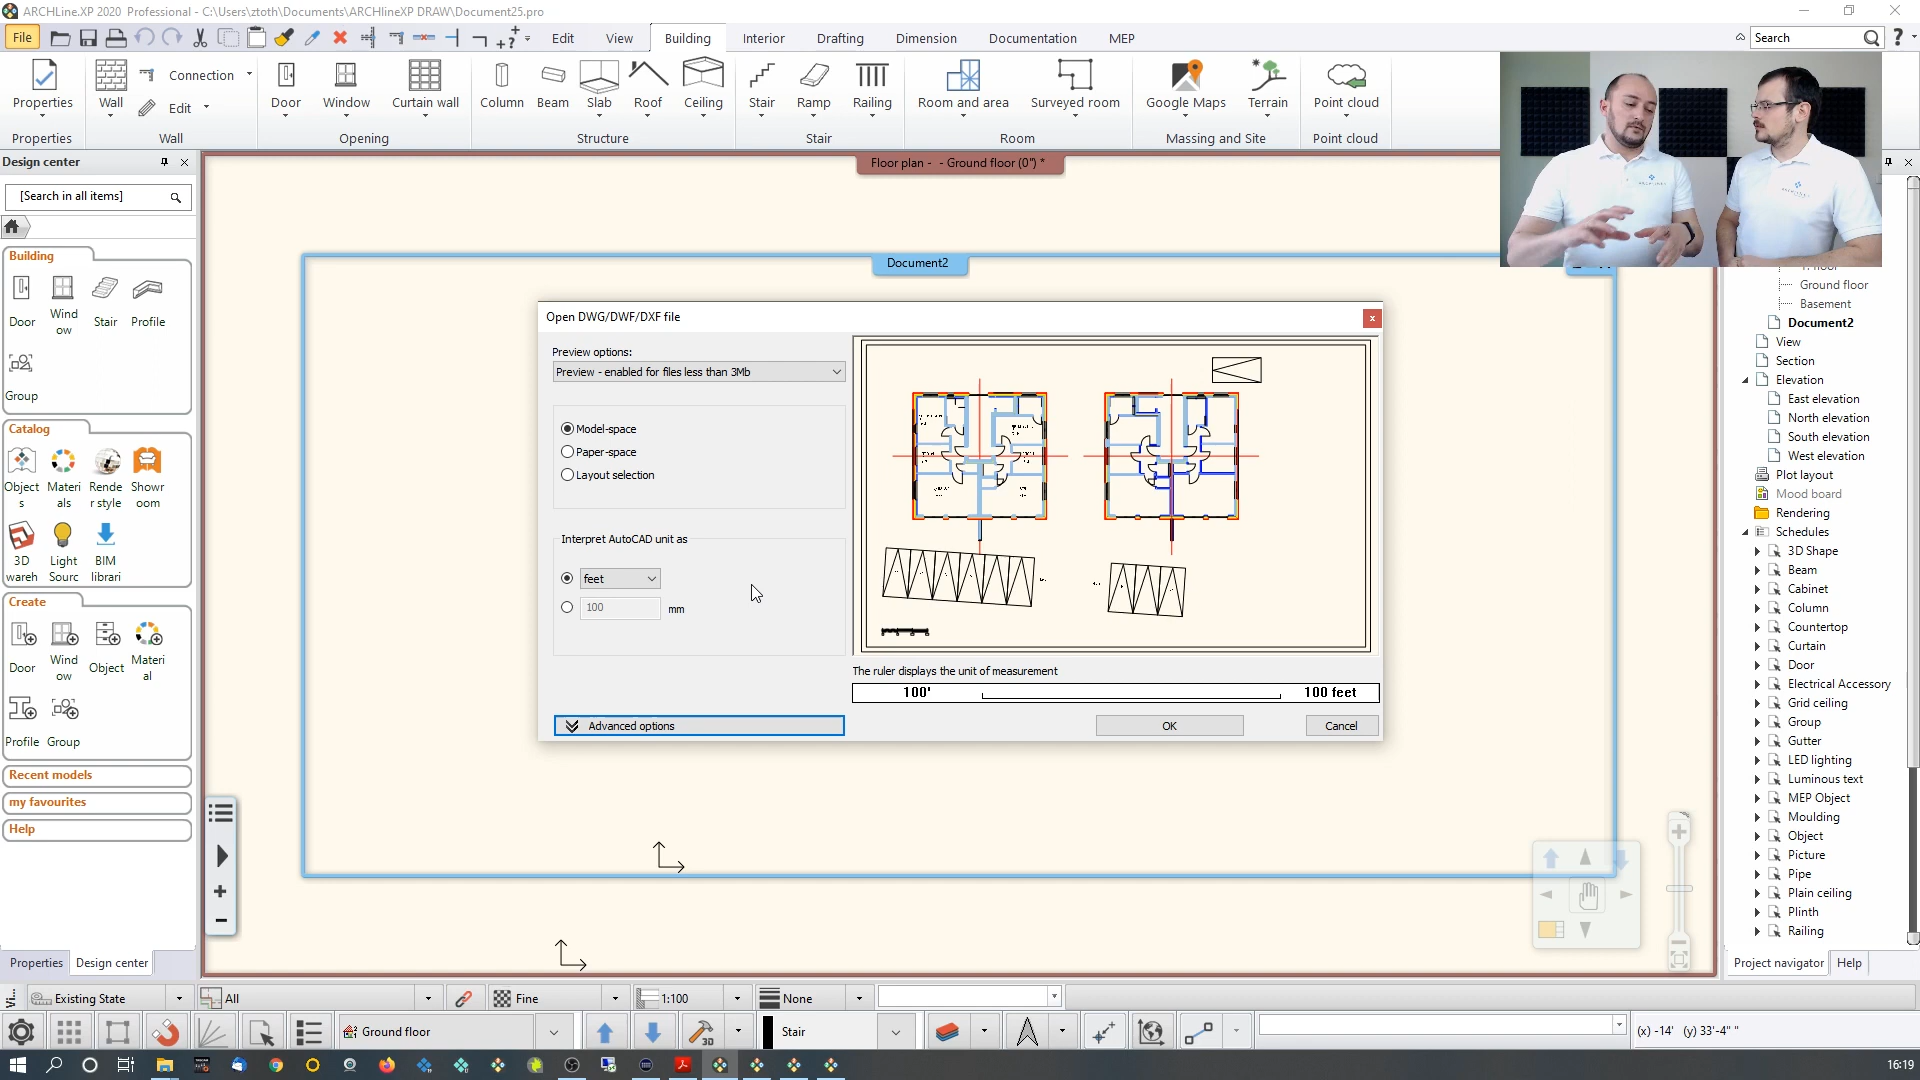 ARCHLine.XP 2020 Professional - C:\Users\ztoth\Documents\ARCHlineXP DRAW\Document25.pro
File Edit View Building Interior Drafting Dimension Documentation MEP Search
Properties Wall Connection Edit Door Window Curtain wall Column Beam Slab Roof Ceiling Stair Ramp Railing Room and area Surveyed room Google Maps Terrain Point cloud
Properties Wall Opening Structure Stair Room Massing and Site Point cloud
Design center
Floor plan - - Ground floor (0") *
[Search in all items]
Building
Door
Wind
ow
Stair
Profile
Group
Catalog
Object
s
Materi
als
Rende
r style
Showr
oom
3D
wareh
Light
Sourc
BIM
librari
Create
Door
Wind
ow
Object
Materi
al
Profile
Group
Recent models
my favourites
Help
Properties Design center
Document2
Open DWG/DWF/DXF file
Preview options:
Preview - enabled for files less than 3Mb
Model-space
Paper-space
Layout selection
Interpret AutoCAD unit as
feet
100 mm
The ruler displays the unit of measurement
100' 100 feet
Advanced options
OK Cancel
Ground floor
Basement
Document2
View
Section
Elevation
East elevation
North elevation
South elevation
West elevation
Plot layout
Mood board
Rendering
Schedules
3D Shape
Beam
Cabinet
Column
Countertop
Curtain
Door
Electrical Accessory
Grid ceiling
Group
Gutter
LED lighting
Luminous text
MEP Object
Moulding
Object
Picture
Pipe
Plain ceiling
Plinth
Railing
Project navigator Help
Existing State All Fine 1:100 None
Ground floor 3D Stair (x) -14' (y) 33'-4" "
16:19